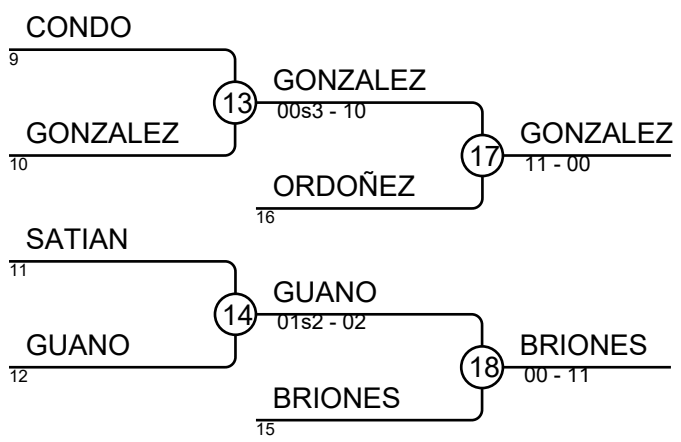 CONDO
9
13
GONZALEZ
00s3 - 10
GONZALEZ
10
17
GONZALEZ
11 - 00
ORDOÑEZ
16
SATIAN
11
14
GUANO
01s2 - 02
GUANO
12
18
BRIONES
00 - 11
BRIONES
15